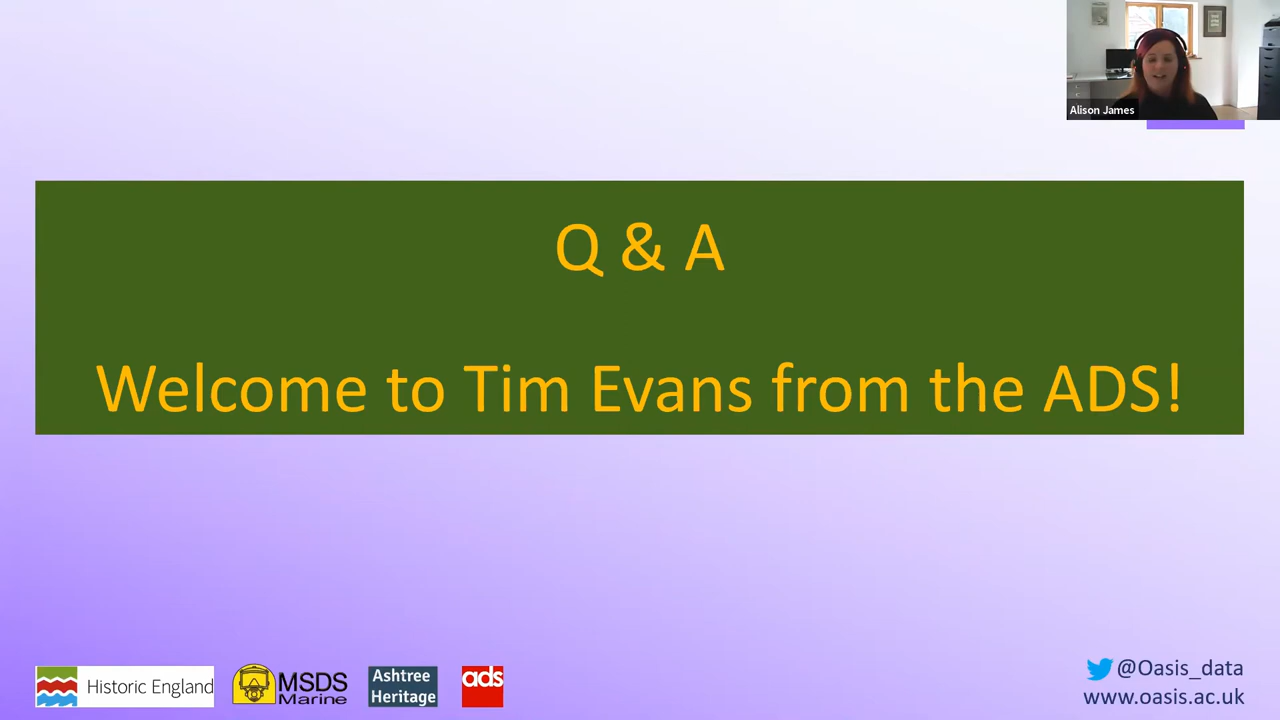 Alison James
Q & A
Welcome to Tim Evans from the ADS!
Historic England
MSDS
Marine
Ashtree
Heritage
ads
@Oasis_data
www.oasis.ac.uk